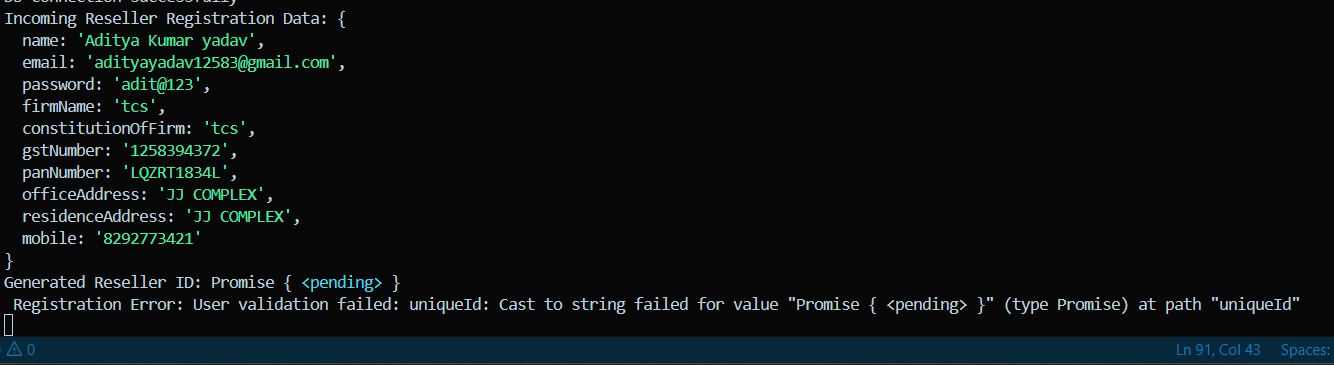 DB connection successfully
Incoming Reseller Registration Data: {
  name: 'Aditya Kumar yadav',
  email: 'adityayadav12583@gmail.com',
  password: 'adit@123',
  firmName: 'tcs',
  constitutionOfFirm: 'tcs',
  gstNumber: '1258394372',
  panNumber: 'LQZRT1834L',
  officeAddress: 'JJ COMPLEX',
  residenceAddress: 'JJ COMPLEX',
  mobile: '8292773421'
}
Generated Reseller ID: Promise { <pending> }
 Registration Error: User validation failed: uniqueId: Cast to string failed for value "Promise { <pending> }" (type Promise) at path "uniqueId"
0 Ln 91, Col 43 Spaces: